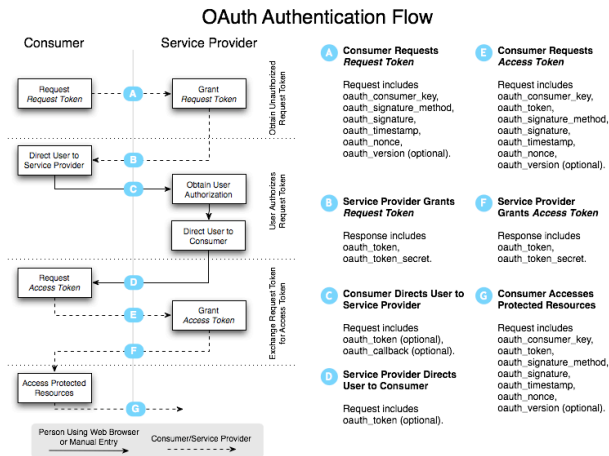 OAuth Authentication Flow
Consumer
Service Provider
Request
Request Token
A
Grant
Request Token
Obtain Unauthorized
Request Token
B
Direct User to
Service Provider
C
Obtain User
Authorization
Direct User to
Consumer
User Authorizes
Request Token
D
Request
Access Token
E
Grant
Access Token
F
Exchange Request Token
for Access Token
Access Protected
Resources
G
Person Using Web Browser
or Manual Entry
Consumer/Service Provider
A
Consumer Requests
Request Token
Request includes
oauth_consumer_key,
oauth_signature_method,
oauth_signature,
oauth_timestamp,
oauth_nonce,
oauth_version (optional).
B
Service Provider Grants
Request Token
Response includes
oauth_token,
oauth_token_secret.
C
Consumer Directs User to
Service Provider
Request includes
oauth_token (optional),
oauth_callback (optional).
D
Service Provider Directs
User to Consumer
Request includes
oauth_token (optional).
E
Consumer Requests
Access Token
Request includes
oauth_consumer_key,
oauth_token,
oauth_signature_method,
oauth_signature,
oauth_timestamp,
oauth_nonce,
oauth_version (optional).
F
Service Provider
Grants Access Token
Response includes
oauth_token,
oauth_token_secret.
G
Consumer Accesses
Protected Resources
Request includes
oauth_consumer_key,
oauth_token,
oauth_signature_method,
oauth_signature,
oauth_timestamp,
oauth_nonce,
oauth_version (optional).